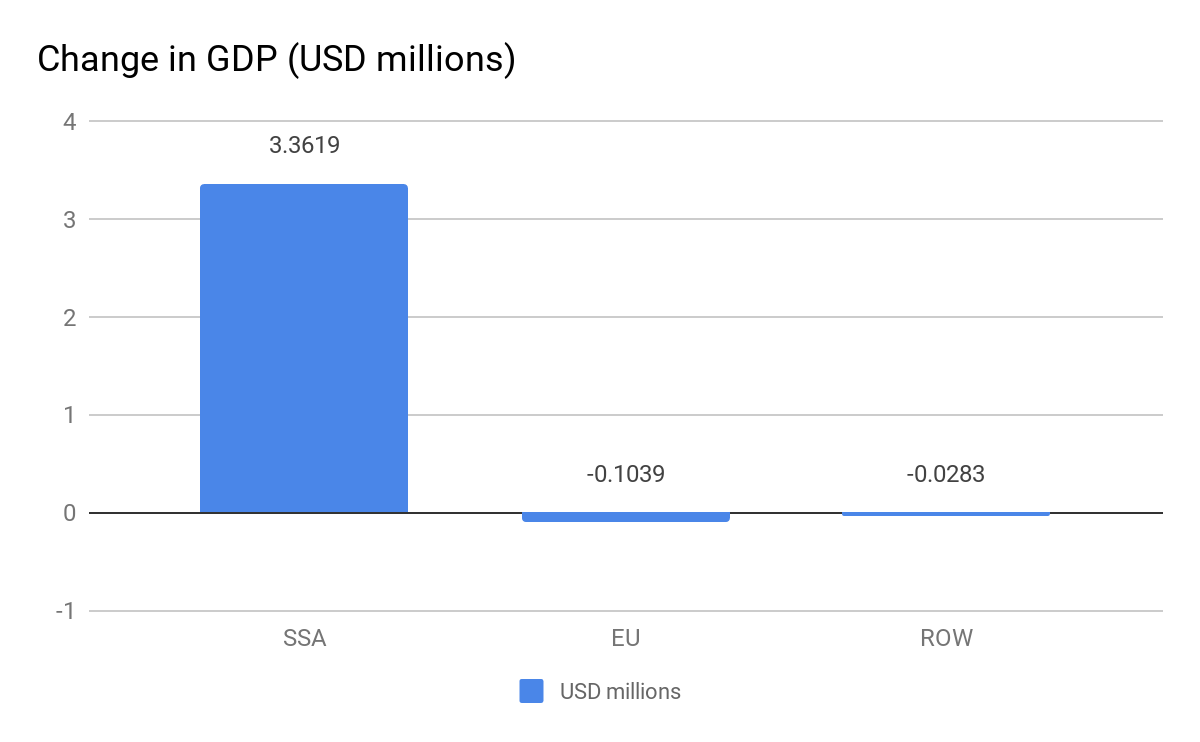 Change in GDP (USD millions)
4
3.3619
3
2
1
-0.1039
-0.0283
0
-1
SSA
EU
ROW
USD millions